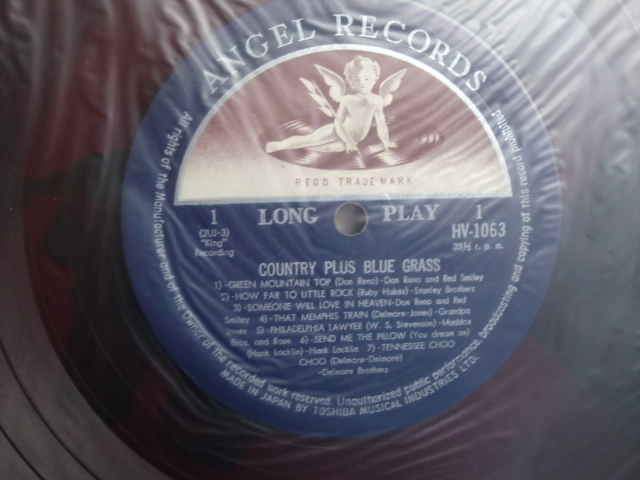 ANGEL RECORDS
REGD. TRADE MARK
1 LONG PLAY 1
(2UJ-3)
"King"
Recording
HV-1063
33⅓ r. p. m.
COUNTRY PLUS BLUE GRASS
1)-GREEN MOUNTAIN TOP (Don Reno)-Don Reno and Red Smiley
2)-HOW FAR TO LITTLE ROCK (Ruby Rakes)-Stanley Brothers
3)-SOMEONE WILL LOVE IN HEAVEN-Don Reno and Red
Smiley 4)-THAT MEMPHIS TRAIN (Delmore-Jones)-Grandpa
Jones 5)-PHILADELPHIA LAWYER (W. S. Stevenson)-Maddox
Bros. and Rose 6)-SEND ME THE PILLOW (You dream on)
(Hank Locklin)-Hank Locklin 7)-TENNESSEE CHOO
CHOO (Delmore-Delmore)
-Delmore Brothers
All rights of the Manufacturer and of the Owner of the recorded work reserved. Unauthorized public performance, broadcasting and copying of this record prohibited
MADE IN JAPAN BY TOSHIBA MUSICAL INDUSTRIES LTD.